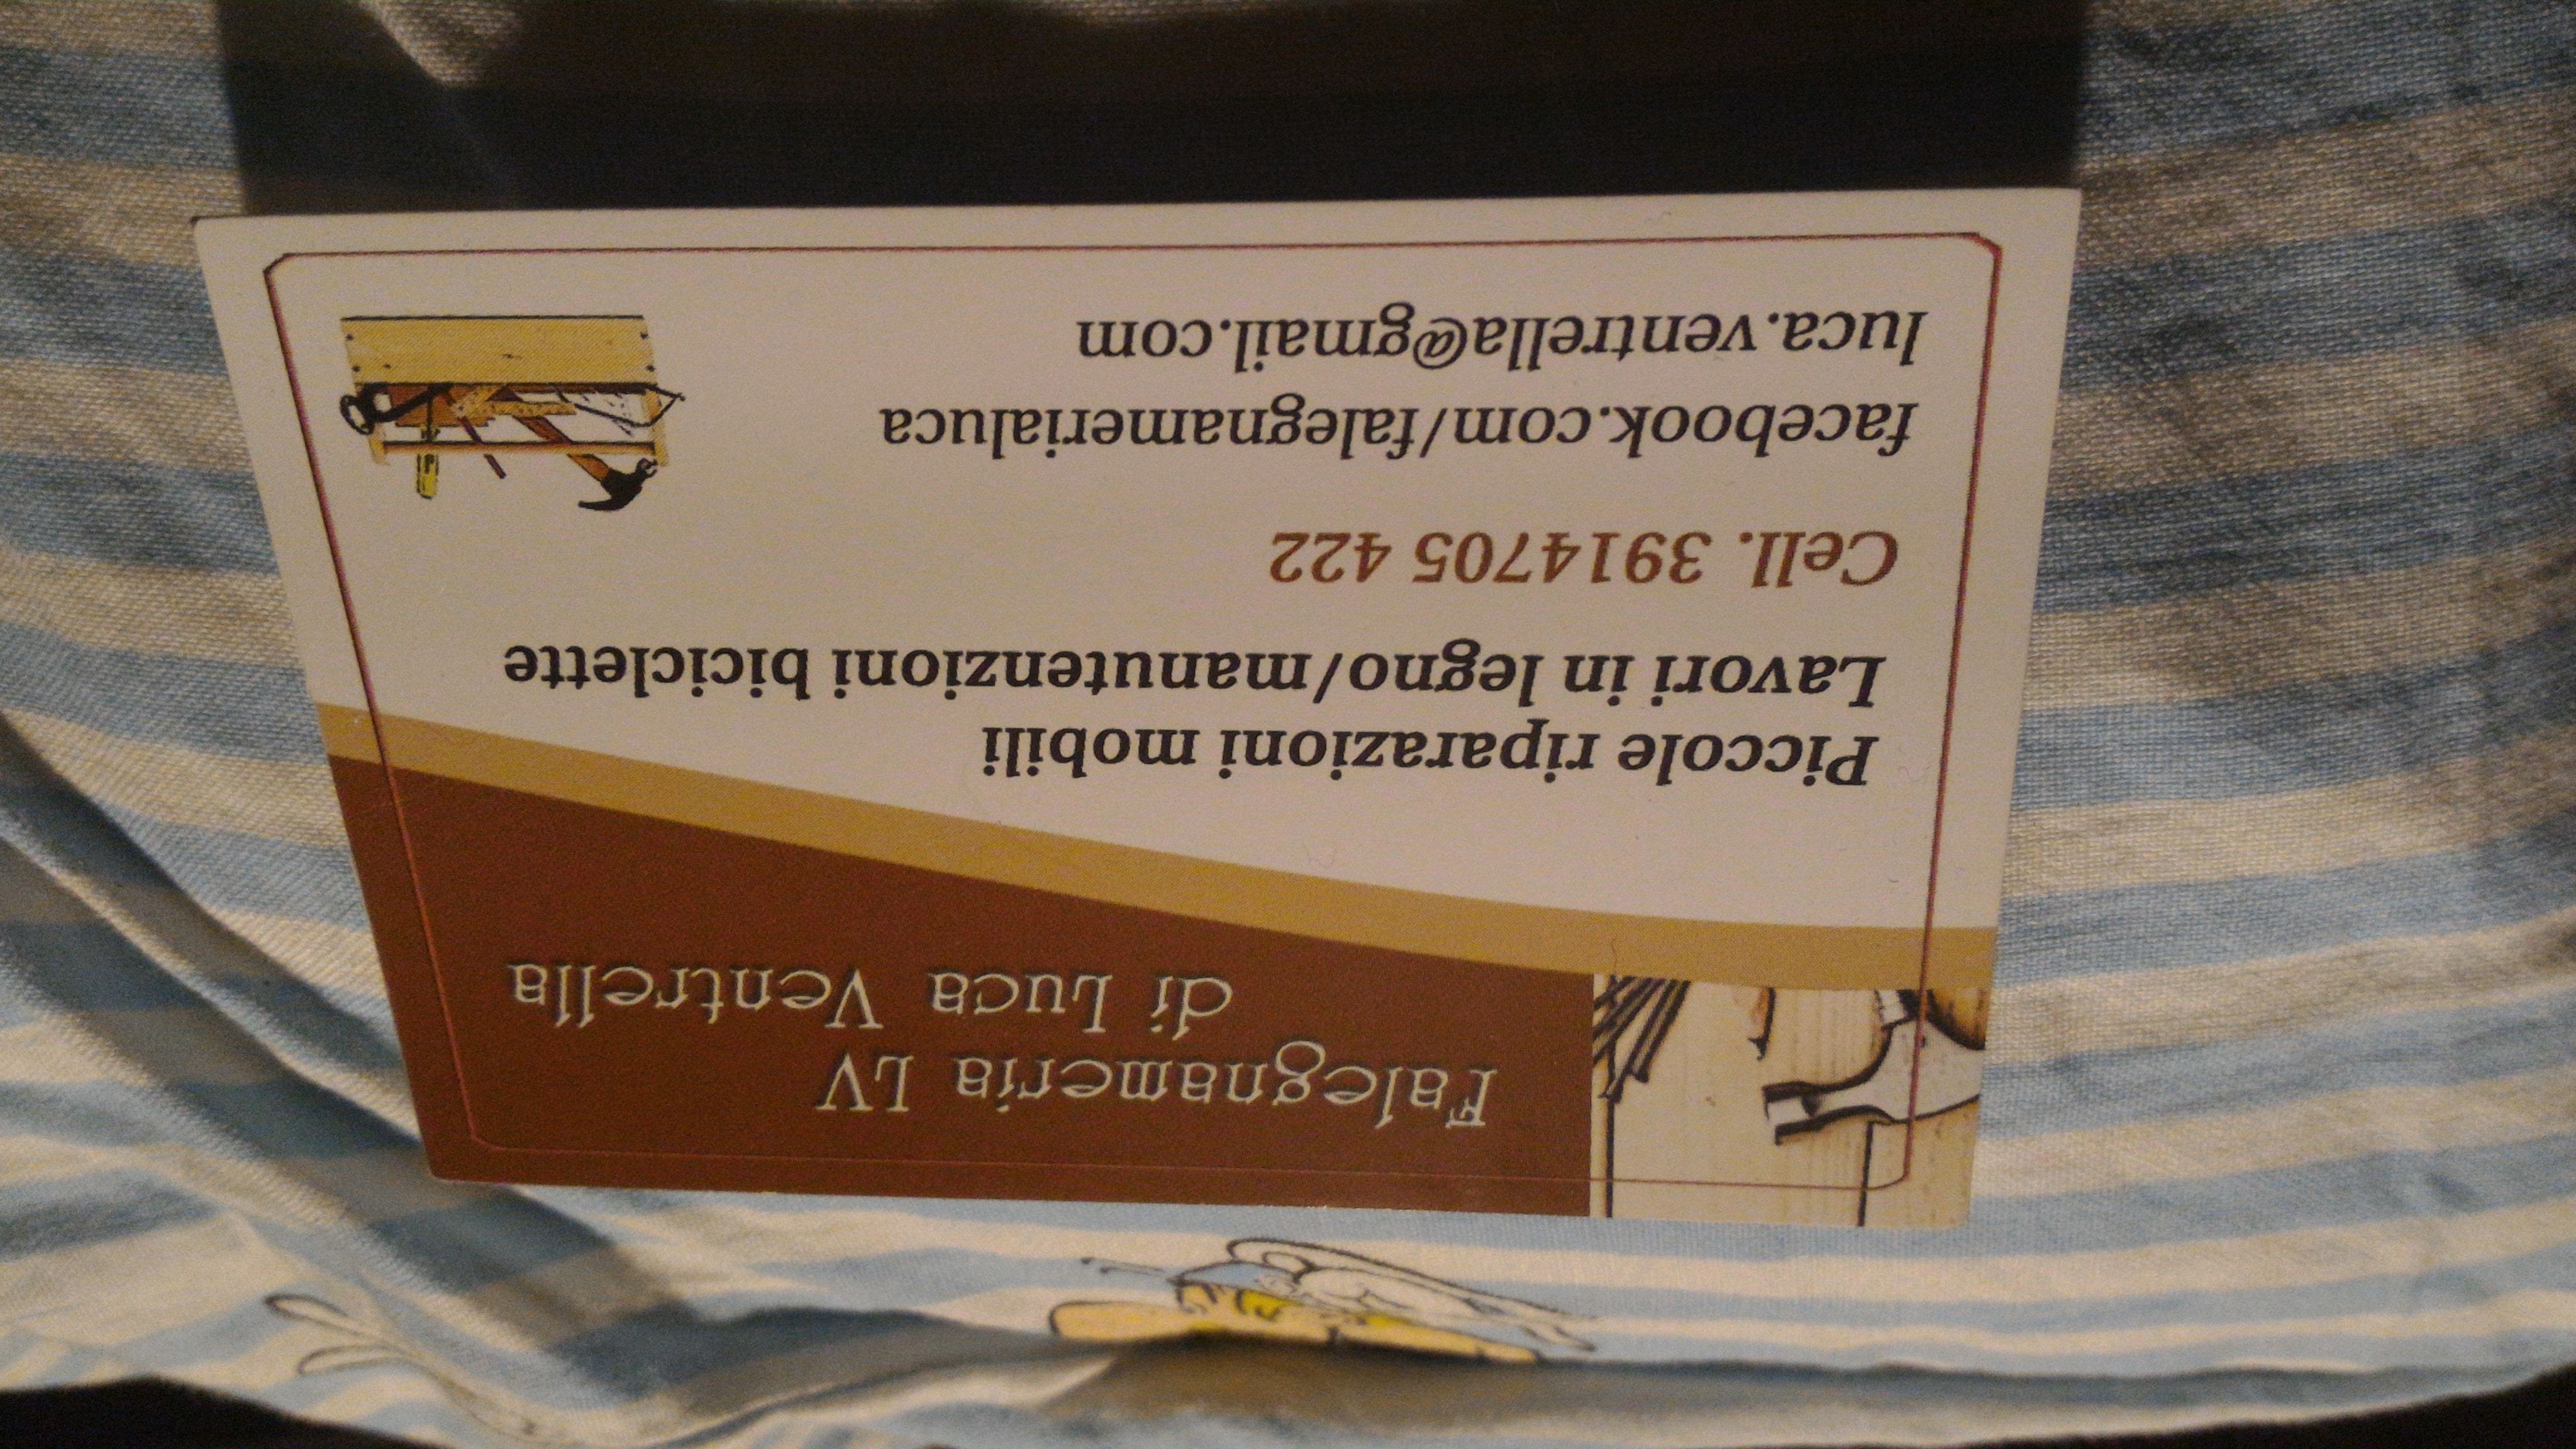 Falegnameria LV
di Luca Ventrella
Piccole riparazioni mobili
Lavori in legno/manutenzioni biciclette
Cell. 3914705 422
facebook.com/falegnamerialuca
luca.ventrella@gmail.com